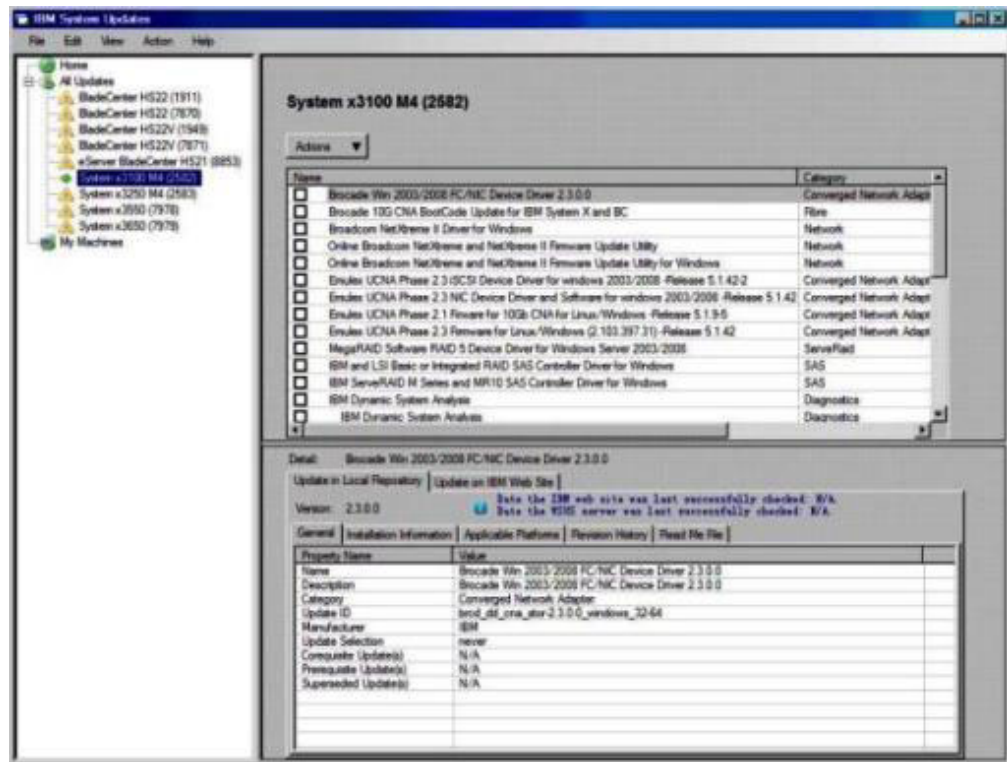 IBM System Updates
File Edit View Action Help
Home
All Updates
BladeCenter HS22 (1911)
BladeCenter HS22 (7870)
BladeCenter HS22V (1949)
BladeCenter HS22V (7871)
eServer BladeCenter HS21 (8853)
System x3100 M4 (2582)
System x3250 M4 (2583)
System x3550 (7978)
System x3650 (7979)
My Machines
System x3100 M4 (2582)
Actions
Name Category
Brocade Win 2003/2008 FC/NIC Device Driver 2.3.0.0 Converged Network Adapt
Brocade 10G CNA BootCode Update for IBM System X and BC Fibre
Broadcom NetXtreme II Driver for Windows Network
Online Broadcom NetXtreme and NetXtreme II Firmware Update Utility Network
Online Broadcom NetXtreme and NetXtreme II Firmware Update Utility for Windows Network
Emulex UCNA Phase 2.3 iSCSI Device Driver for windows 2003/2008 -Release 5.1.42-2 Converged Network Adapt
Emulex UCNA Phase 2.3 NIC Device Driver and Software for windows 2003/2008 -Release 5.1.42 Converged Network Adapt
Emulex UCNA Phase 2.1 Firware for 10Gb CNA for Linux/Windows -Release 5.1.9-5 Converged Network Adapt
Emulex UCNA Phase 2.3 Firmware for Linux/Windows (2.103.397.31) -Release 5.1.42 Converged Network Adapt
MegaRAID Software RAID 5 Device Driver for Windows Server 2003/2008 ServeRaid
IBM and LSI Basic or Integrated RAID SAS Controller Driver for Windows SAS
IBM ServeRAID M Series and MR10 SAS Controller Driver for Windows SAS
IBM Dynamic System Analysis Diagnostics
IBM Dynamic System Analysis Diagnostics
Detail: Brocade Win 2003/2008 FC/NIC Device Driver 2.3.0.0
Update in Local Repository Update on IBM Web Site
Date the IBM web site was last successfully checked: N/A
Version: 2.3.0.0 Date the WSUS server was last successfully checked: N/A
General Installation Information Applicable Platforms Revision History Read Me File
Property Name Value
Name Brocade Win 2003/2008 FC/NIC Device Driver 2.3.0.0
Description Brocade Win 2003/2008 FC/NIC Device Driver 2.3.0.0
Category Converged Network Adapter
Update ID brcd_dd_cna_ator-2.3.0.0_windows_32-64
Manufacturer IBM
Update Selection never
Corequisite Update(s) N/A
Prerequisite Update(s) N/A
Superseded Update(s) N/A